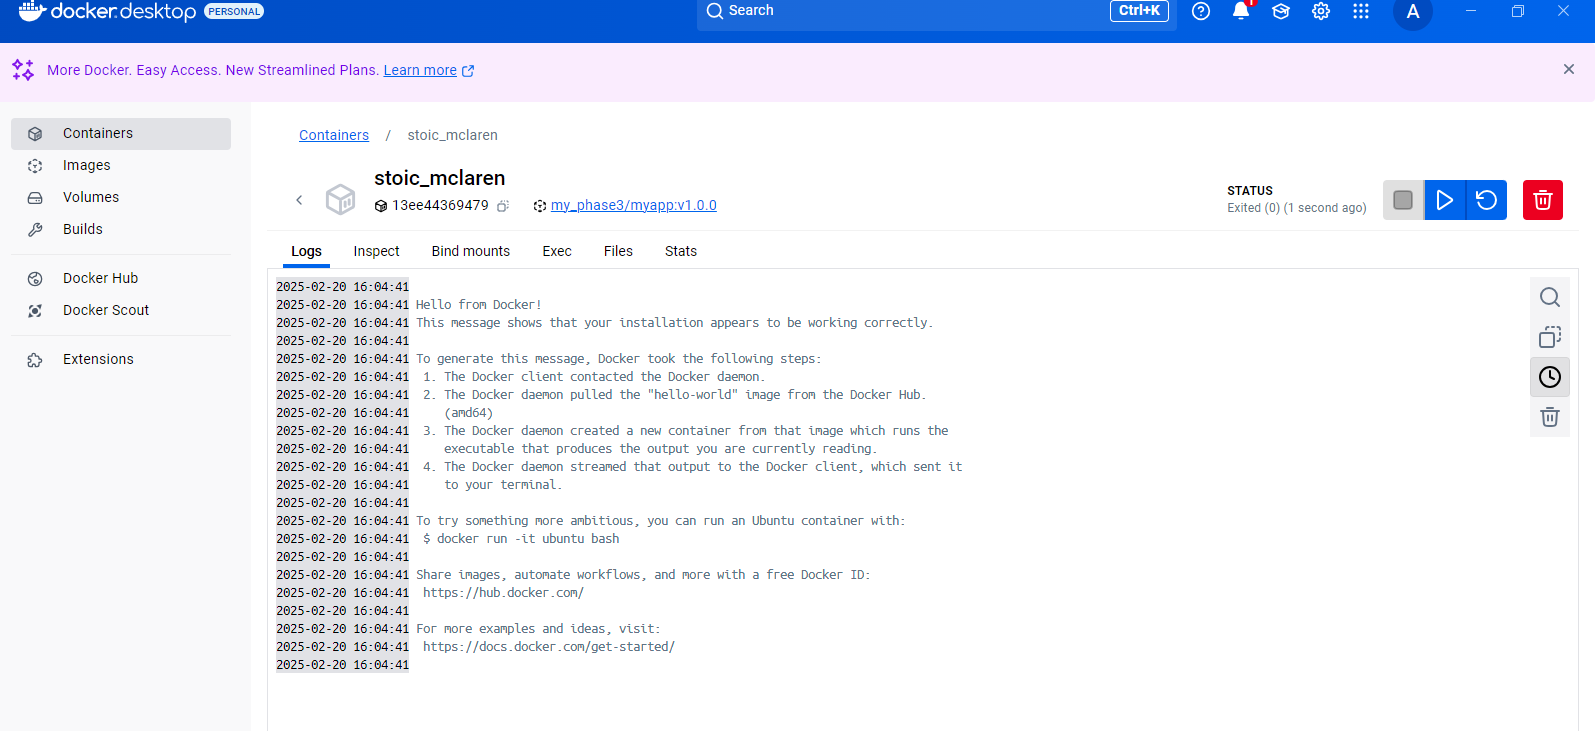 docker.desktop PERSONAL
Search
Ctrl+K
1
A
More Docker. Easy Access. New Streamlined Plans. Learn more
Containers
Images
Volumes
Builds
Docker Hub
Docker Scout
Extensions
Containers / stoic_mclaren
stoic_mclaren
13ee44369479
my_phase3/myapp:v1.0.0
STATUS
Exited (0) (1 second ago)
Logs Inspect Bind mounts Exec Files Stats
2025-02-20 16:04:41
2025-02-20 16:04:41 Hello from Docker!
2025-02-20 16:04:41 This message shows that your installation appears to be working correctly.
2025-02-20 16:04:41
2025-02-20 16:04:41 To generate this message, Docker took the following steps:
2025-02-20 16:04:41  1. The Docker client contacted the Docker daemon.
2025-02-20 16:04:41  2. The Docker daemon pulled the "hello-world" image from the Docker Hub.
2025-02-20 16:04:41     (amd64)
2025-02-20 16:04:41  3. The Docker daemon created a new container from that image which runs the
2025-02-20 16:04:41     executable that produces the output you are currently reading.
2025-02-20 16:04:41  4. The Docker daemon streamed that output to the Docker client, which sent it
2025-02-20 16:04:41     to your terminal.
2025-02-20 16:04:41
2025-02-20 16:04:41 To try something more ambitious, you can run an Ubuntu container with:
2025-02-20 16:04:41  $ docker run -it ubuntu bash
2025-02-20 16:04:41
2025-02-20 16:04:41 Share images, automate workflows, and more with a free Docker ID:
2025-02-20 16:04:41  https://hub.docker.com/
2025-02-20 16:04:41
2025-02-20 16:04:41 For more examples and ideas, visit:
2025-02-20 16:04:41  https://docs.docker.com/get-started/
2025-02-20 16:04:41